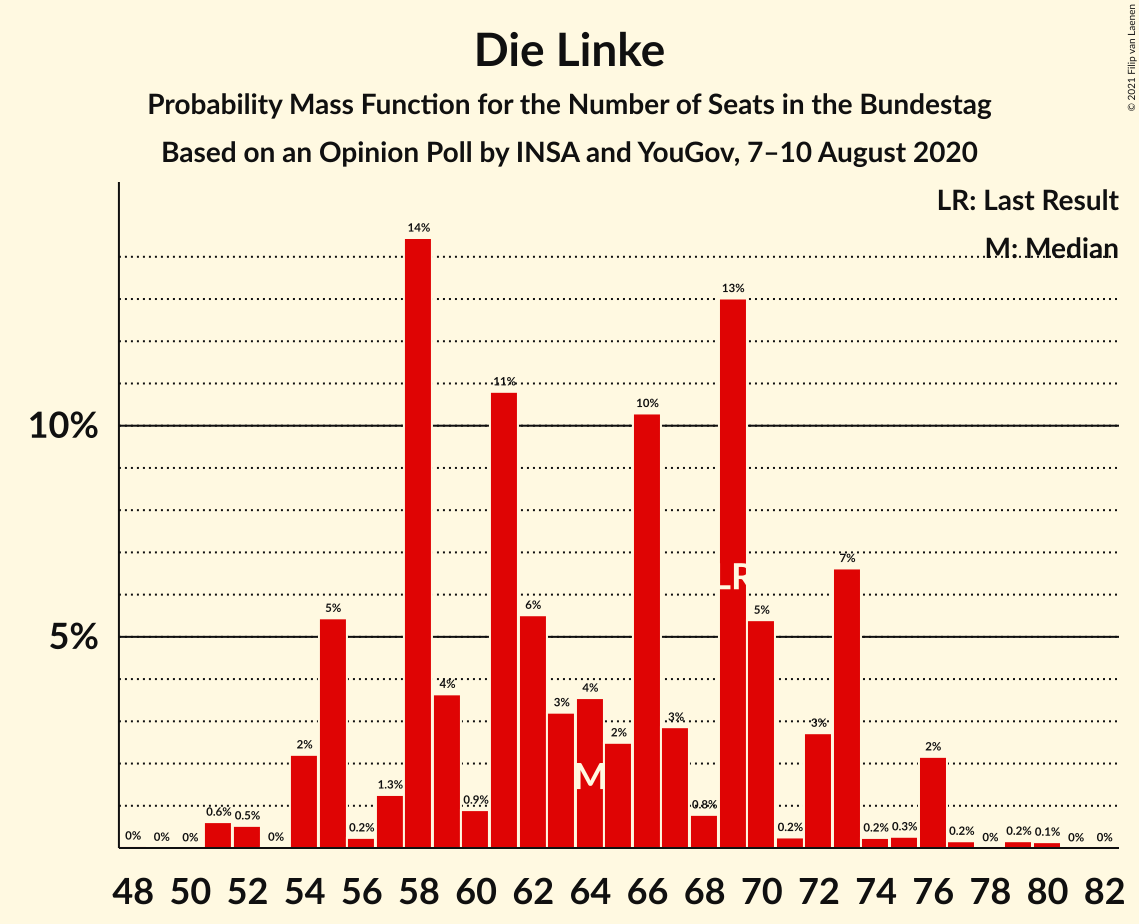 Die Linke
Probability Mass Function for the Number of Seats in the Bundestag
Based on an Opinion Poll by INSA and YouGov, 7–10 August 2020
© 2021 Filip van Laenen
LR: Last Result
M: Median
10%
5%
0% 0% 0% 0.6% 0.5% 0% 2% 5% 0.2% 1.3% 14% 4% 0.9% 11% 6% 3% 4% 2% 10% 3% 0.8% 13% 5% 0.2% 3% 7% 0.2% 0.3% 2% 0.2% 0% 0.2% 0.1% 0% 0%
LR
M
48 50 52 54 56 58 60 62 64 66 68 70 72 74 76 78 80 82